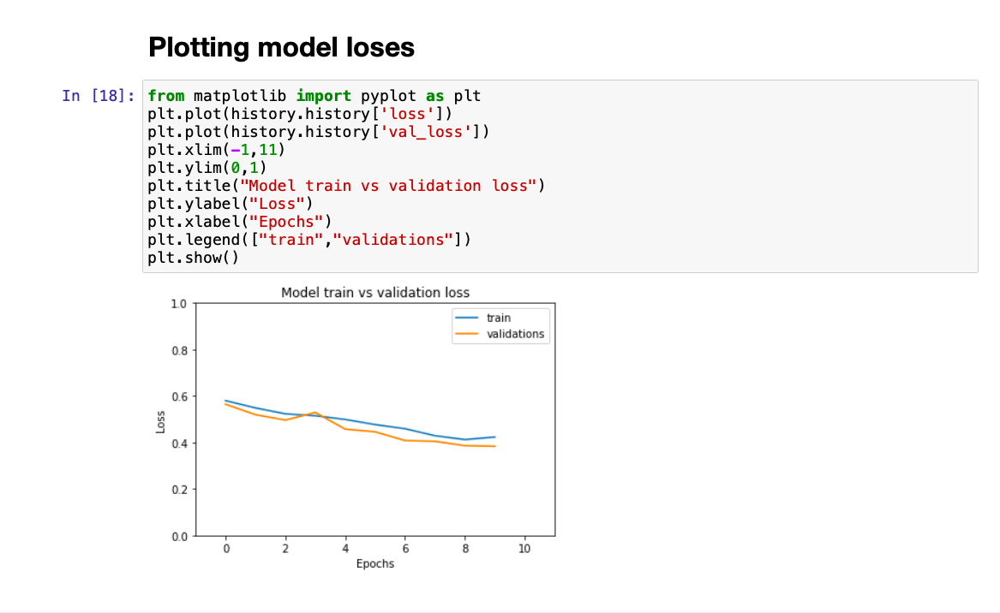 Plotting model loses
In [18]:
from matplotlib import pyplot as plt
plt.plot(history.history['loss'])
plt.plot(history.history['val_loss'])
plt.xlim(-1,11)
plt.ylim(0,1)
plt.title("Model train vs validation loss")
plt.ylabel("Loss")
plt.xlabel("Epochs")
plt.legend(["train","validations"])
plt.show()
Model train vs validation loss
train
validations
1.0
0.8
0.6
0.4
0.2
0.0
Loss
0 2 4 6 8 10
Epochs